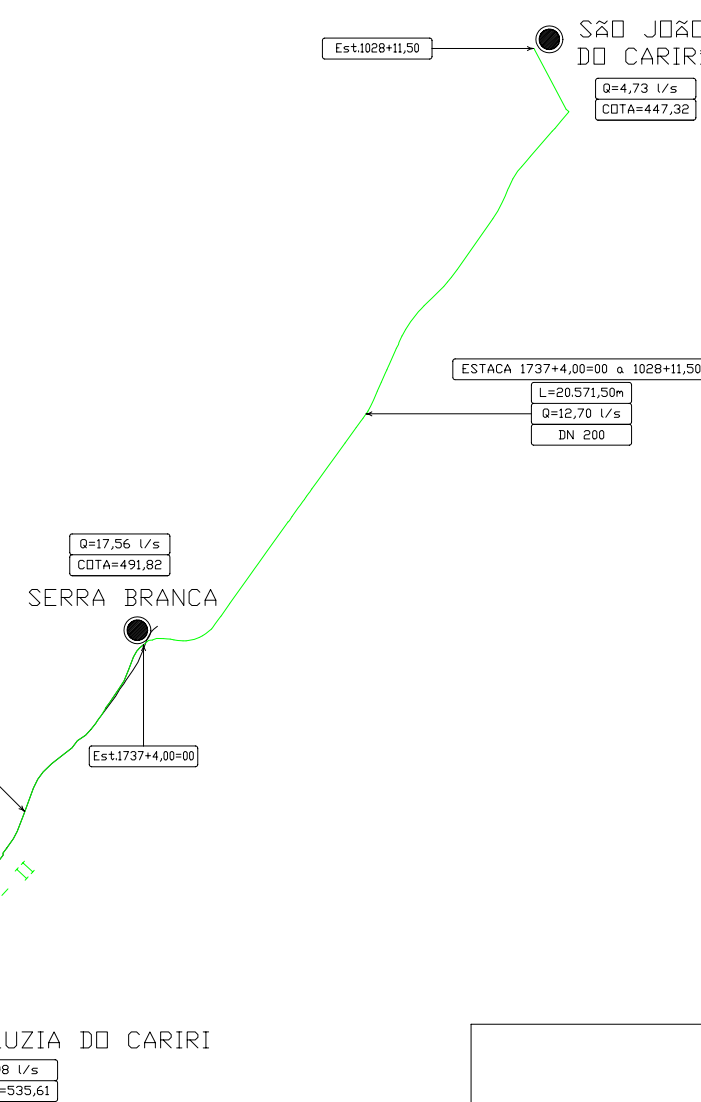 Est.1028+11,50
SÃO JOÃO
DO CARIRI
Q=4,73 l/s
COTA=447,32
ESTACA 1737+4,00=00 a 1028+11,50
L=20.571,50m
Q=12,70 l/s
DN 200
Q=17,56 l/s
COTA=491,82
SERRA BRANCA
Est.1737+4,00=00
- II
LUZIA DO CARIRI
8 l/s
=535,61